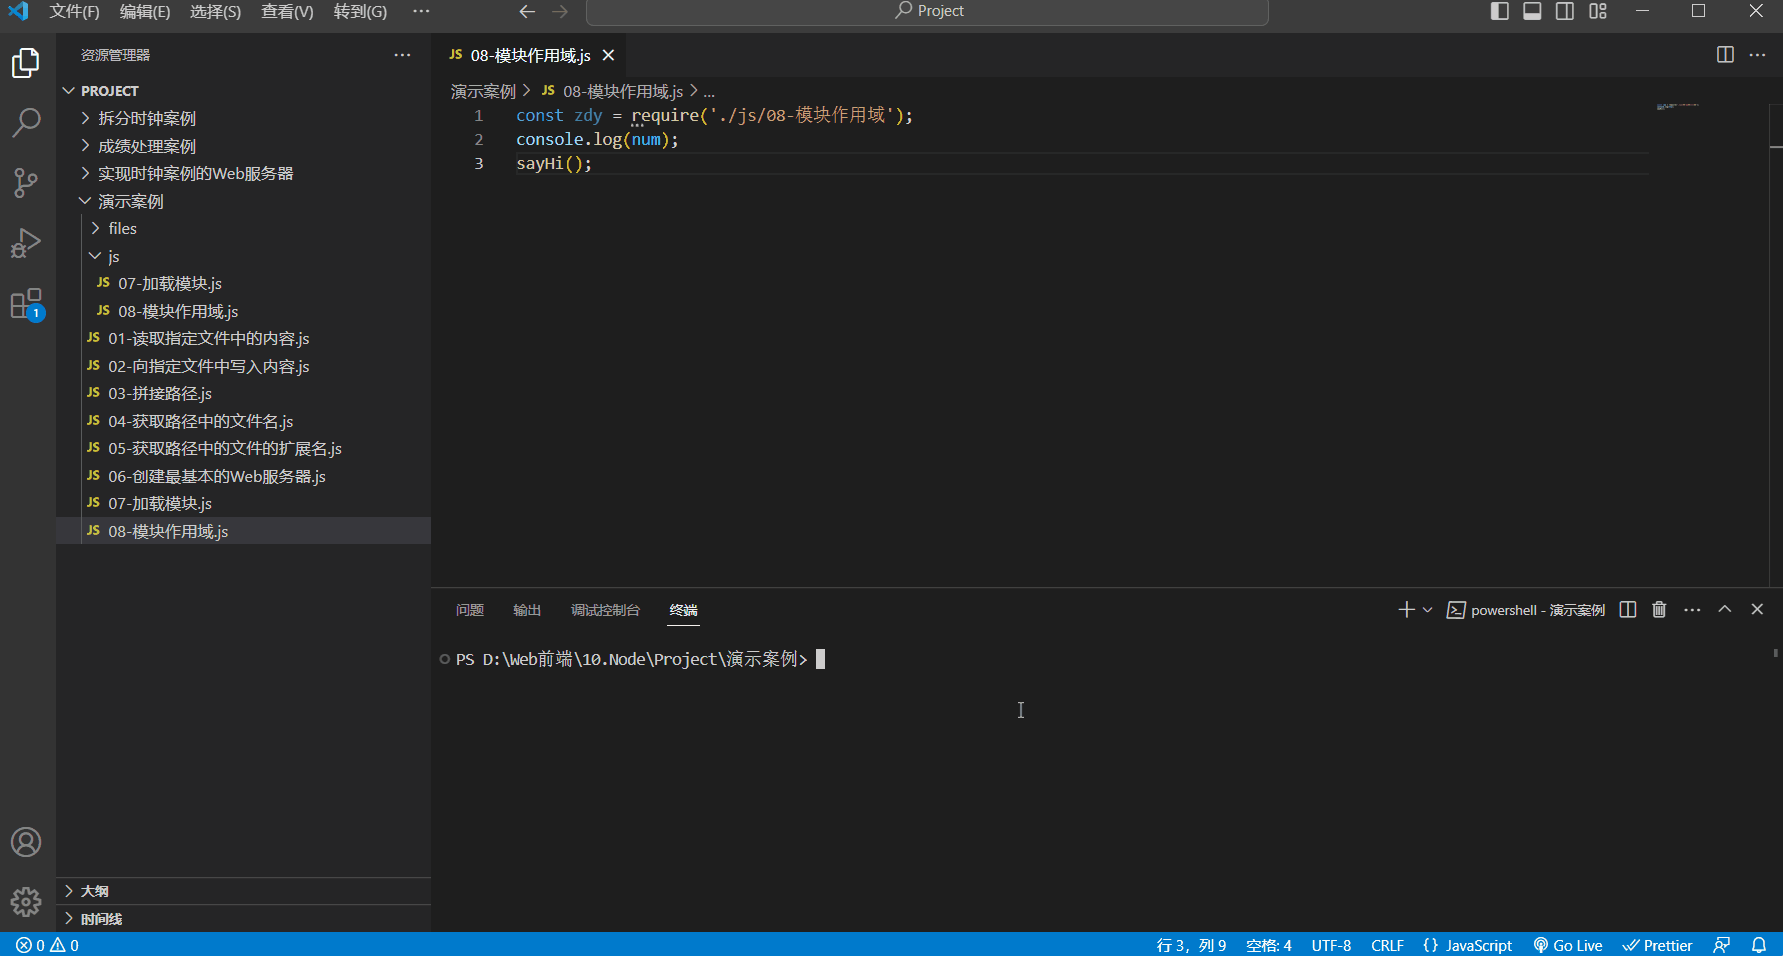 文件(F) 编辑(E) 选择(S) 查看(V) 转到(G) ··· Project
资源管理器
PROJECT
拆分时钟案例
成绩处理案例
实现时钟案例的Web服务器
演示案例
files
js
JS 07-加载模块.js
JS 08-模块作用域.js
JS 01-读取指定文件中的内容.js
JS 02-向指定文件中写入内容.js
JS 03-拼接路径.js
JS 04-获取路径中的文件名.js
JS 05-获取路径中的文件的扩展名.js
JS 06-创建最基本的Web服务器.js
JS 07-加载模块.js
JS 08-模块作用域.js
大纲
时间线
1
JS 08-模块作用域.js
演示案例 > JS 08-模块作用域.js > ...
1 const zdy = require('./js/08-模块作用域');
2 console.log(num);
3 sayHi();
问题 输出 调试控制台 终端 powershell - 演示案例
PS D:\Web前端\10.Node\Project\演示案例>
0 0 行 3，列 9 空格: 4 UTF-8 CRLF {} JavaScript Go Live Prettier